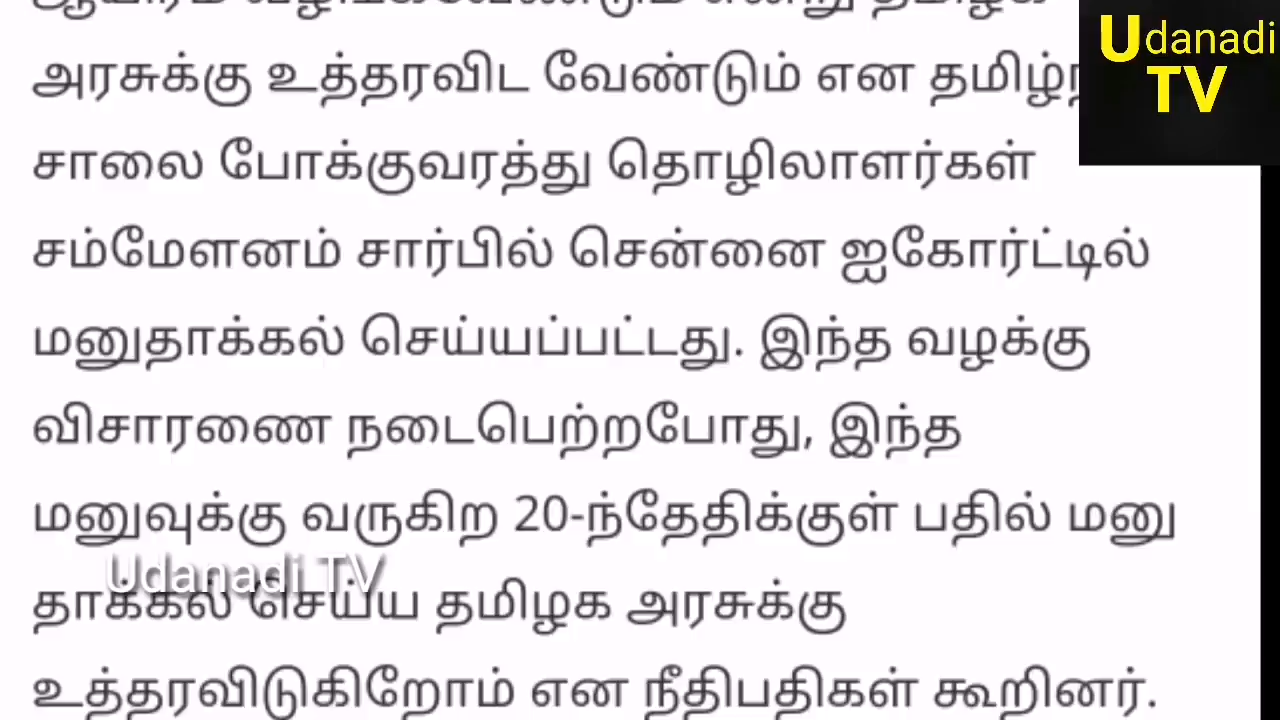 அரசுக்கு உத்தரவிட வேண்டும் என
சாலை போக்குவரத்து தொழிலாளர்கள்
சம்மேளனம் சார்பில் சென்னை ஐகோர்ட்டில்
மனுதாக்கல் செய்யப்பட்டது. இந்த வழக்கு
விசாரணை நடைபெற்றபோது, இந்த
மனுவுக்கு வருகிற 20-ந்தேதிக்குள் பதில் மனு
தாக்கல் செய்ய தமிழக அரசுக்கு
உத்தரவிடுகிறோம் என நீதிபதிகள் கூறினர்.
Udanadi
TV
Udanadi TV